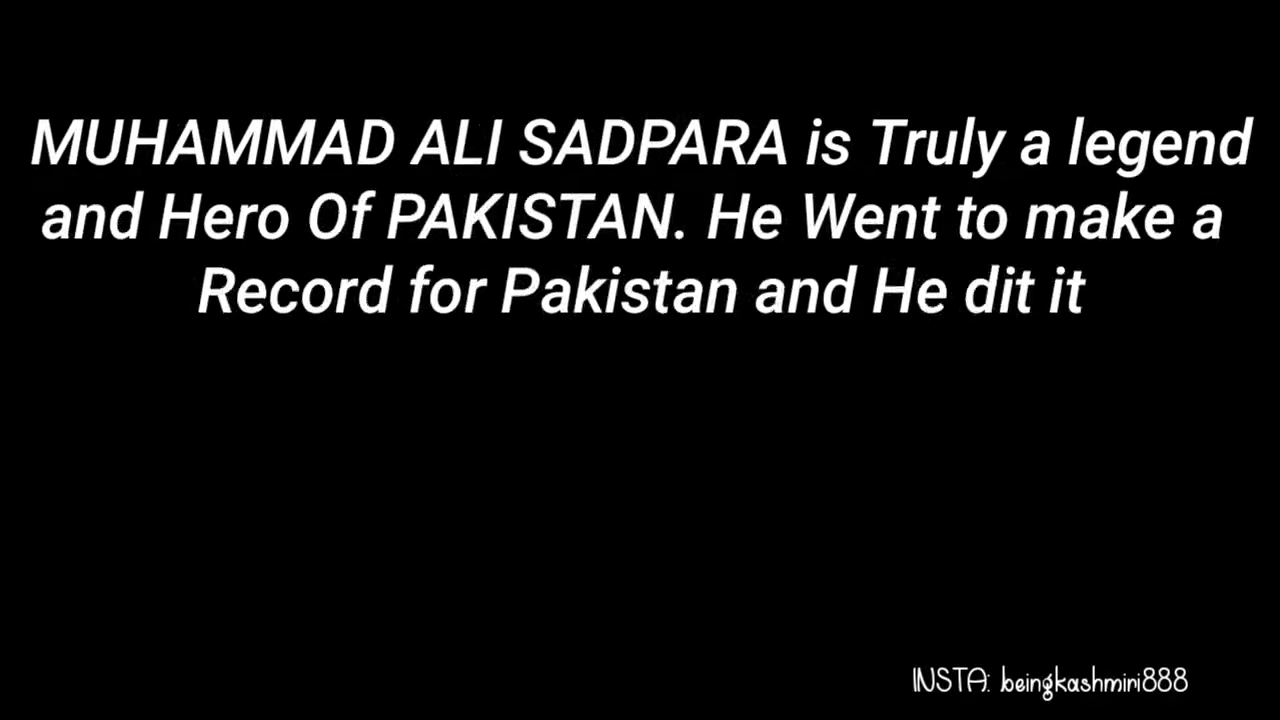 MUHAMMAD ALI SADPARA is Truly a legend
and Hero Of PAKISTAN. He Went to make a
Record for Pakistan and He dit it
INSTA: beingkashmiri888